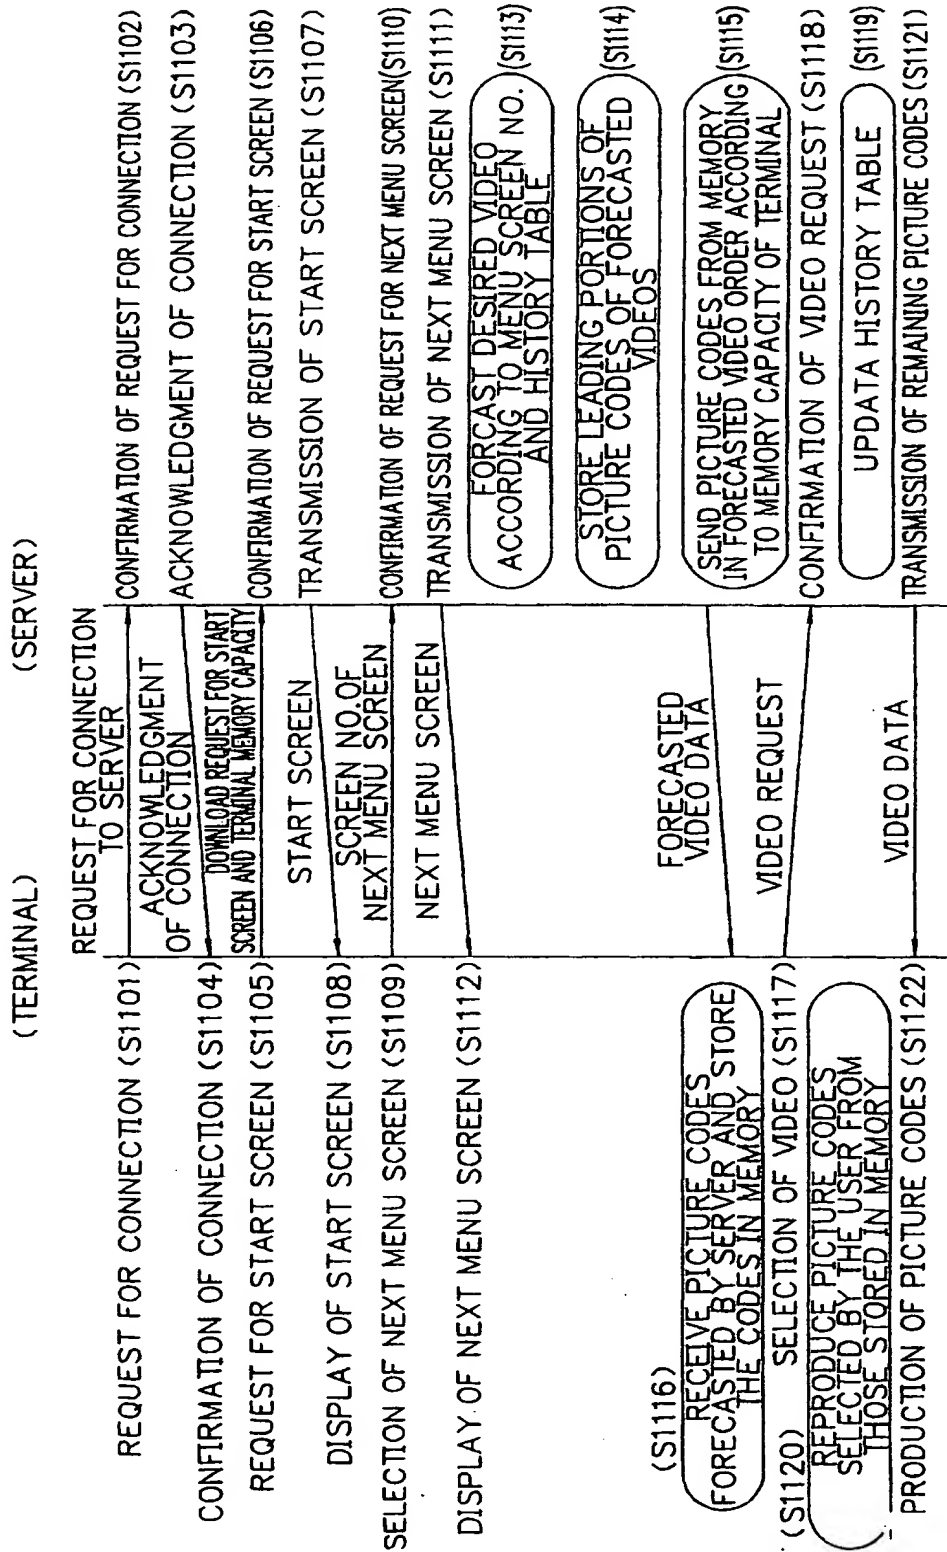 (TERMINAL)
(SERVER)
REQUEST FOR CONNECTION (S1101)
REQUEST FOR CONNECTION
TO SERVER
CONFIRMATION OF REQUEST FOR CONNECTION (S1102)
ACKNOWLEDGMENT
OF CONNECTION
ACKNOWLEDGMENT OF CONNECTION (S1103)
CONFIRMATION OF CONNECTION (S1104)
REQUEST FOR START SCREEN (S1105)
DOWNLOAD REQUEST FOR START
SCREEN AND TERMINAL MEMORY CAPACITY
CONFIRMATION OF REQUEST FOR START SCREEN (S1106)
START SCREEN
TRANSMISSION OF START SCREEN (S1107)
DISPLAY OF START SCREEN (S1108)
SELECTION OF NEXT MENU SCREEN (S1109)
SCREEN NO.OF
NEXT MENU SCREEN
CONFIRMATION OF REQUEST FOR NEXT MENU SCREEN(S1110)
NEXT MENU SCREEN
TRANSMISSION OF NEXT MENU SCREEN (S1111)
DISPLAY OF NEXT MENU SCREEN (S1112)
FORCAST DESIRED VIDEO
ACCORDING TO MENU SCREEN NO.
AND HISTORY TABLE
(S1113)
STORE LEADING PORTIONS OF
PICTURE CODES OF FORECASTED
VIDEOS
(S1114)
SEND PICTURE CODES FROM MEMORY
IN FORECASTED VIDEO ORDER ACCORDING
TO MEMORY CAPACITY OF TERMINAL
(S1115)
FORECASTED
VIDEO DATA
(S1116)
RECEIVE PICTURE CODES
FORECASTED BY SERVER AND STORE
THE CODES IN MEMORY
SELECTION OF VIDEO (S1117)
VIDEO REQUEST
CONFIRMATION OF VIDEO REQUEST (S1118)
UPDATA HISTORY TABLE
(S1119)
(S1120)
REPRODUCE PICTURE CODES
SELECTED BY THE USER FROM
THOSE STORED IN MEMORY
VIDEO DATA
TRANSMISSION OF REMAINING PICTURE CODES (S1121)
PRODUCTION OF PICTURE CODES (S1122)